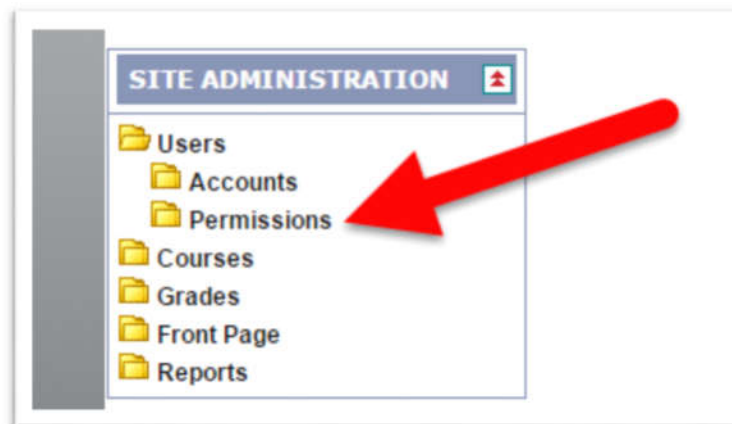 SITE ADMINISTRATION
Users
Accounts
Permissions
Courses
Grades
Front Page
Reports